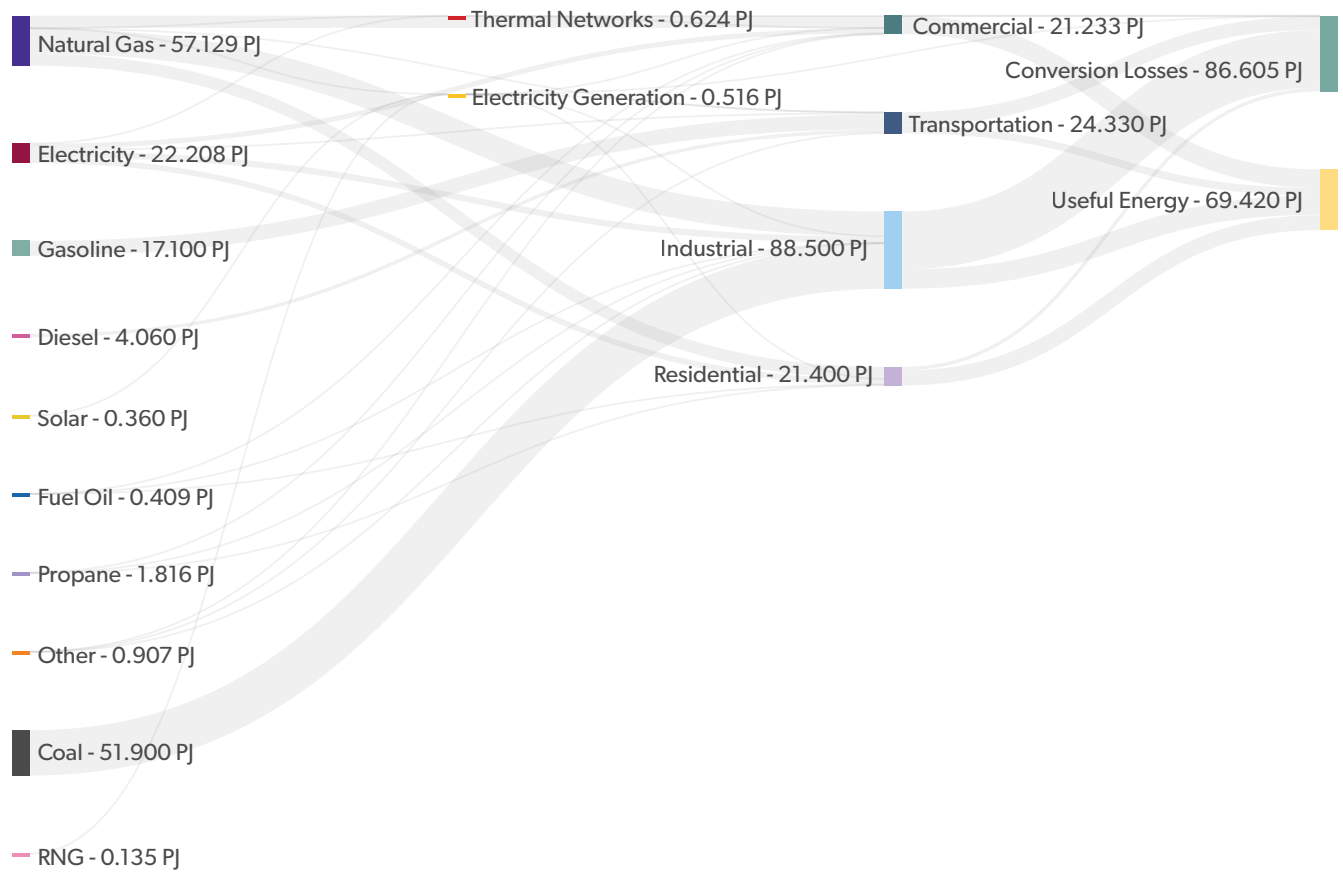 Natural Gas - 57.129 PJ
Electricity - 22.208 PJ
Gasoline - 17.100 PJ
Diesel - 4.060 PJ
Solar - 0.360 PJ
Fuel Oil - 0.409 PJ
Propane - 1.816 PJ
Other - 0.907 PJ
Coal - 51.900 PJ
RNG - 0.135 PJ
Thermal Networks - 0.624 PJ
Electricity Generation - 0.516 PJ
Commercial - 21.233 PJ
Transportation - 24.330 PJ
Industrial - 88.500 PJ
Residential - 21.400 PJ
Conversion Losses - 86.605 PJ
Useful Energy - 69.420 PJ